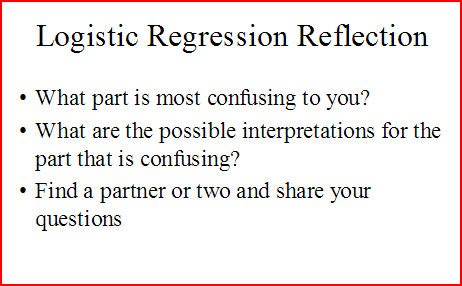 Logistic Regression Reflection
• What part is most confusing to you?
• What are the possible interpretations for the
part that is confusing?
• Find a partner or two and share your
questions